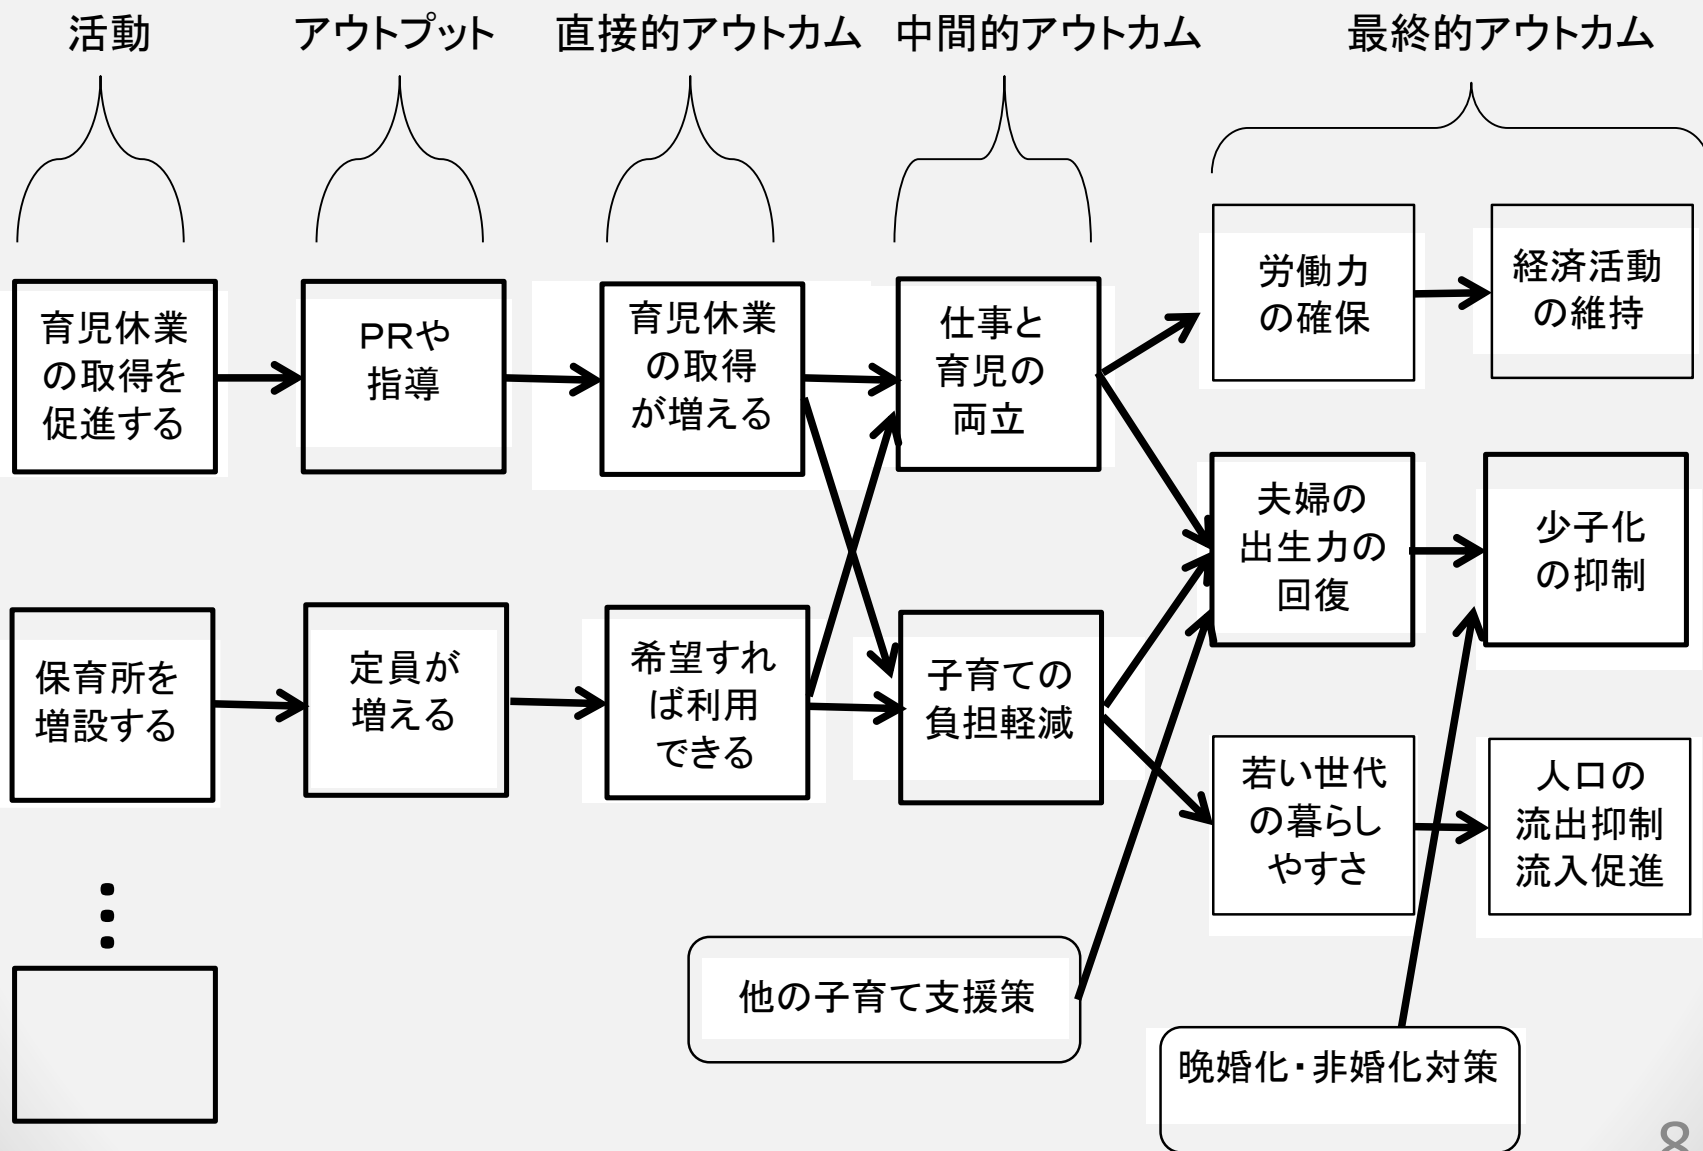 活動
アウトプット
直接的アウトカム
中間的アウトカム
最終的アウトカム
育児休業
の取得を
促進する
PRや
指導
育児休業
の取得
が増える
仕事と
育児の
両立
労働力
の確保
経済活動
の維持
夫婦の
出生力の
回復
少子化
の抑制
保育所を
増設する
定員が
増える
希望すれ
ば利用
できる
子育ての
負担軽減
若い世代
の暮らし
やすさ
人口の
流出抑制
流入促進
他の子育て支援策
晩婚化・非婚化対策
8